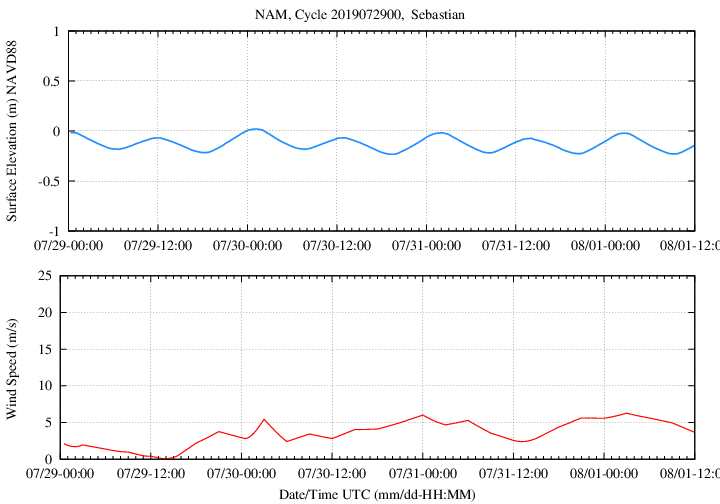 NAM, Cycle 2019072900, Sebastian
Surface Elevation (m) NAVD88
1
0.5
0
-0.5
-1
07/29-00:00 07/29-12:00 07/30-00:00 07/30-12:00 07/31-00:00 07/31-12:00 08/01-00:00 08/01-12:0
Wind Speed (m/s)
25
20
15
10
5
0
07/29-00:00 07/29-12:00 07/30-00:00 07/30-12:00 07/31-00:00 07/31-12:00 08/01-00:00 08/01-12:0
Date/Time UTC (mm/dd-HH:MM)